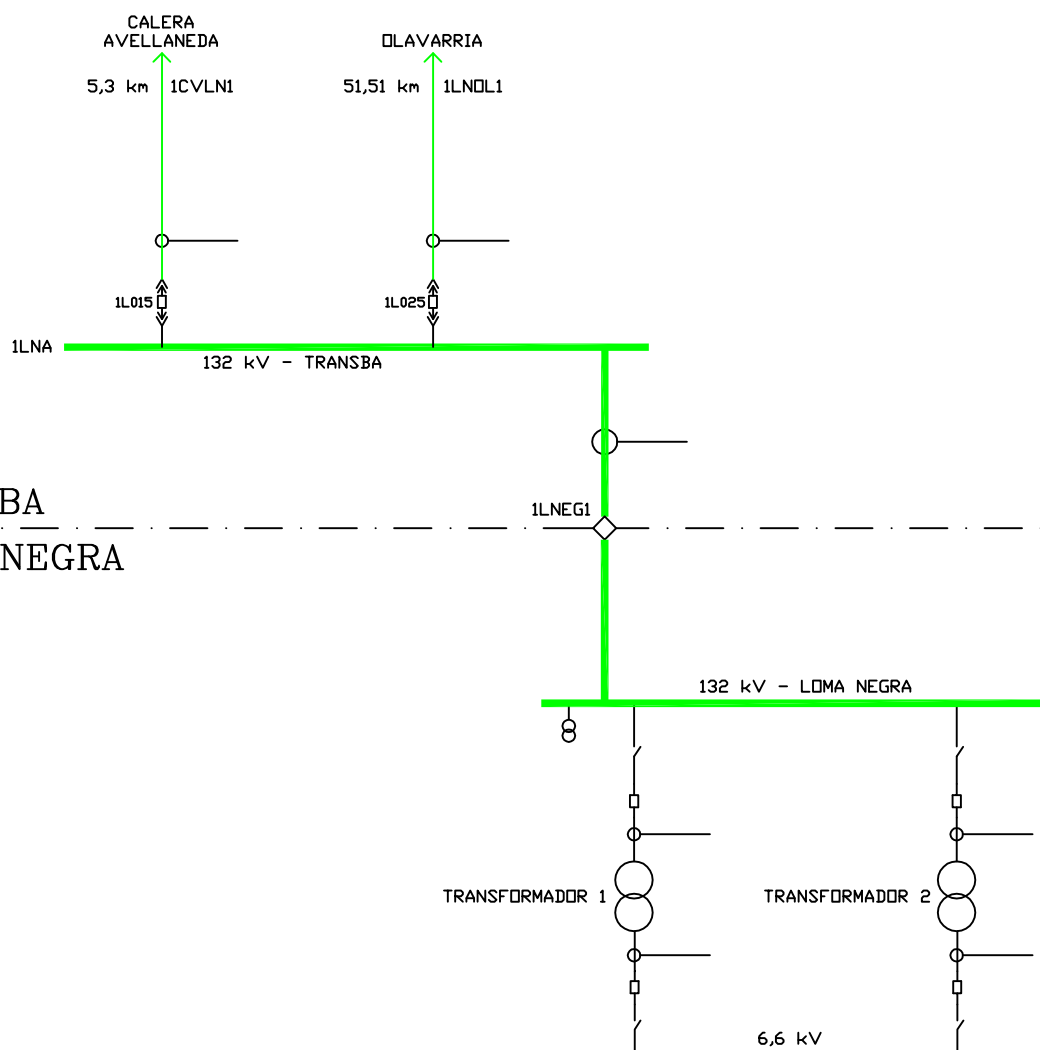 CALERA
AVELLANEDA
OLAVARRIA
5,3 km 1CVLN1
51,51 km 1LNOL1
1L015
1L025
1LNA
132 kV - TRANSBA
BA
1LNEG1
NEGRA
132 kV - LOMA NEGRA
TRANSFORMADOR 1
TRANSFORMADOR 2
6,6 kV